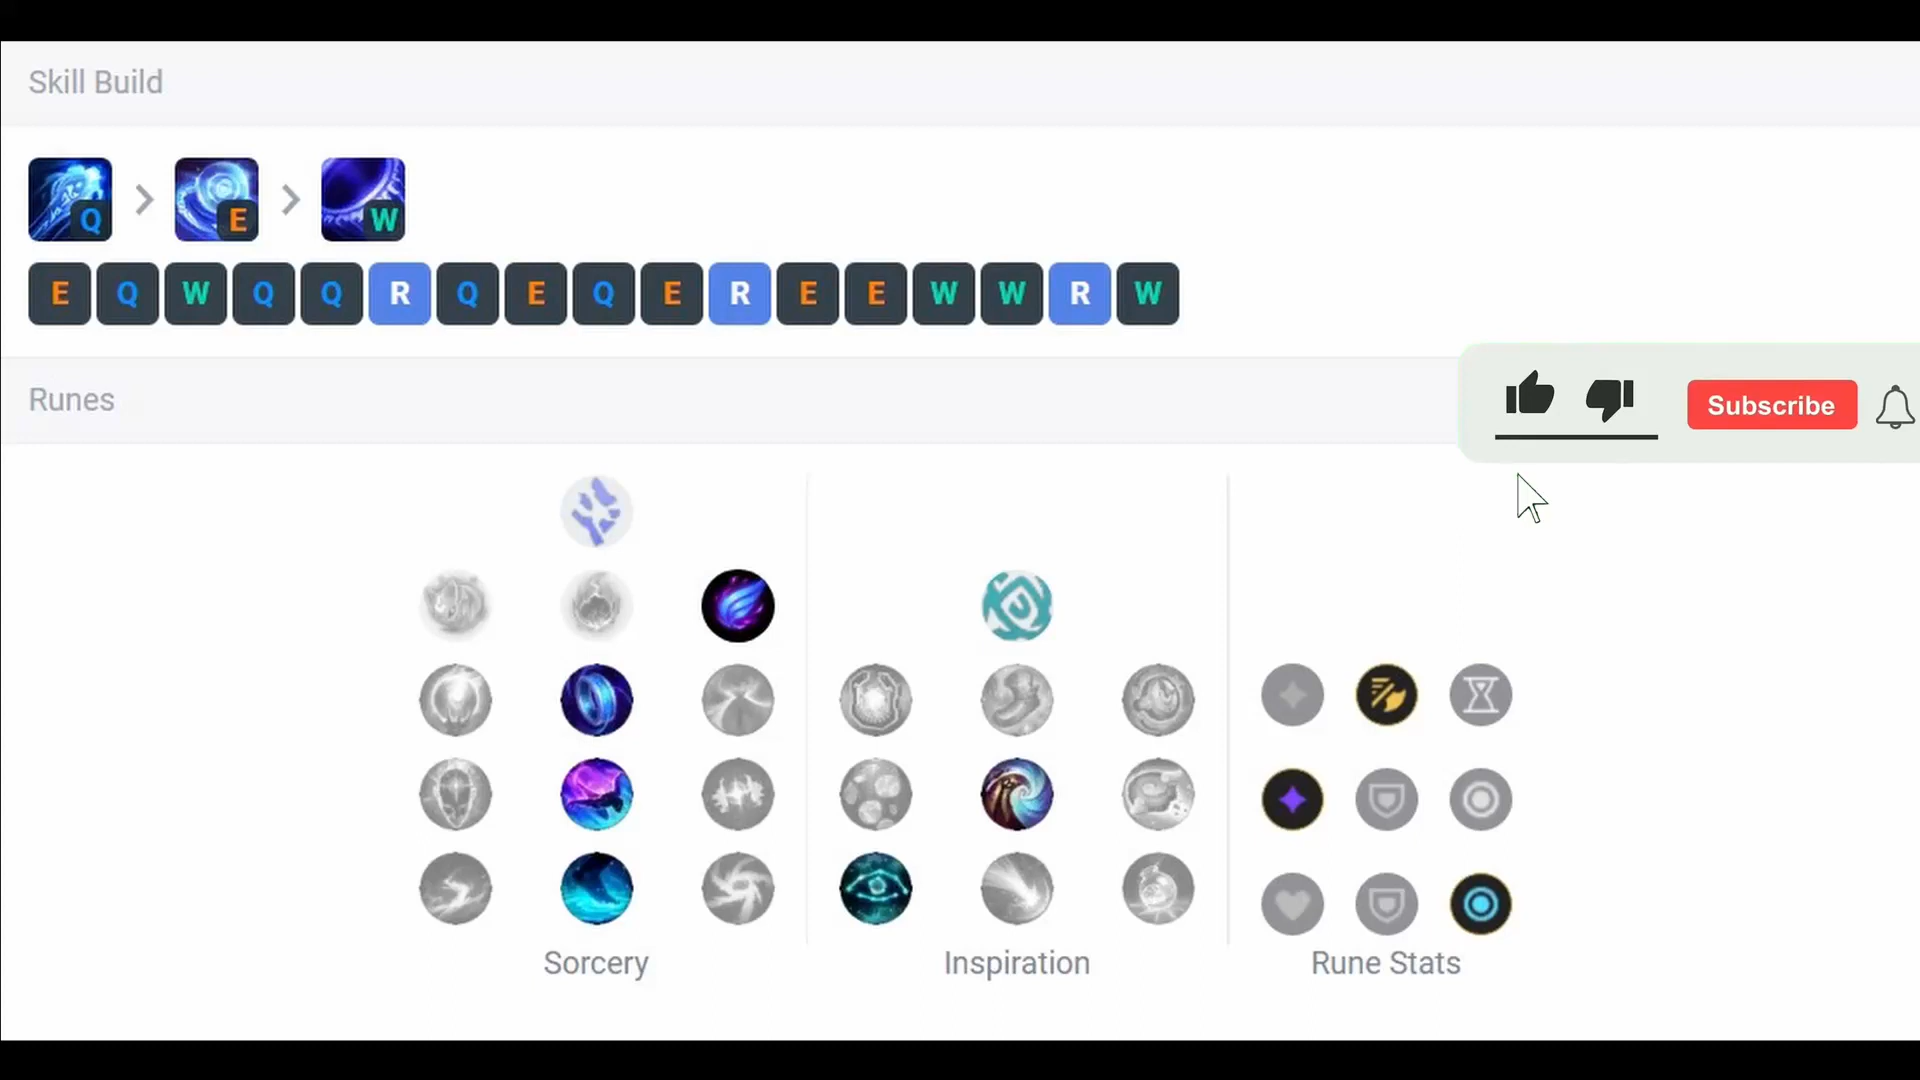 Skill Build
Q E W
E Q W Q Q R Q E Q E R E E W W R W
Runes
Subscribe
Sorcery
Inspiration
Rune Stats